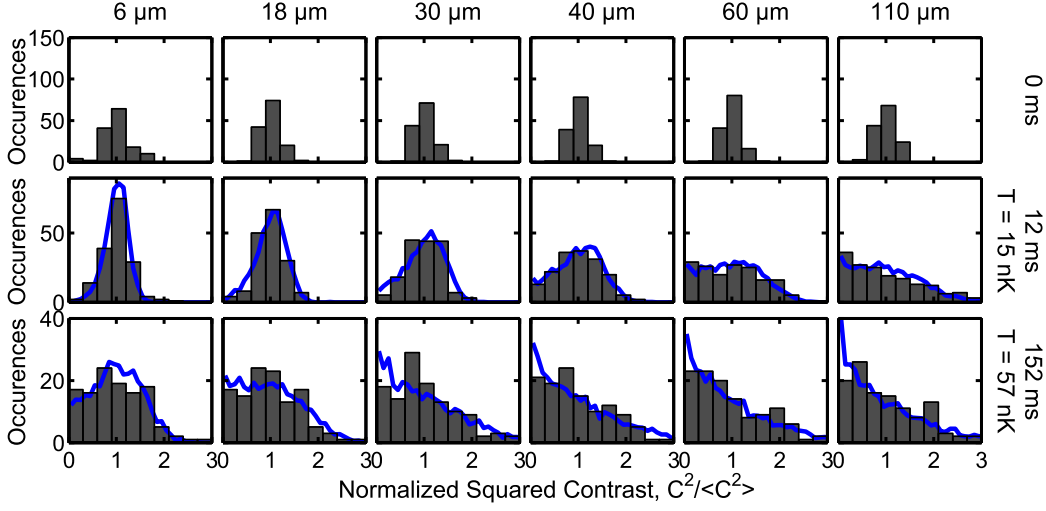 6 µm 18 µm 30 µm 40 µm 60 µm 110 µm
150
100
50
0
Occurences
0 ms
50
0
Occurences
12 ms
T = 15 nK
40
20
0
Occurences
152 ms
T = 57 nK
0 1 2 30 1 2 30 1 2 30 1 2 30 1 2 30 1 2 3
Normalized Squared Contrast, C²/<C²>